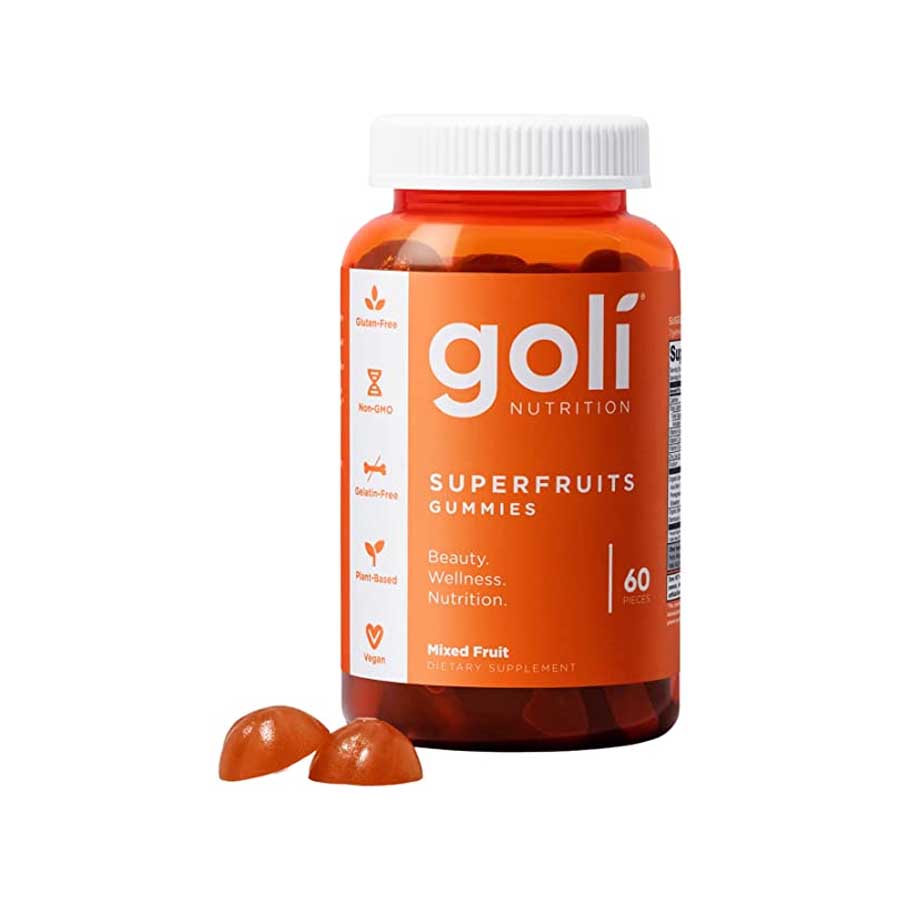 goli®
NUTRITION
SUPERFRUITS
GUMMIES
Beauty.
Wellness.
Nutrition.
60
PIECES
Mixed Fruit
DIETARY SUPPLEMENT
Gluten-Free
Non-GMO
Gelatin-Free
Plant-Based
Vegan